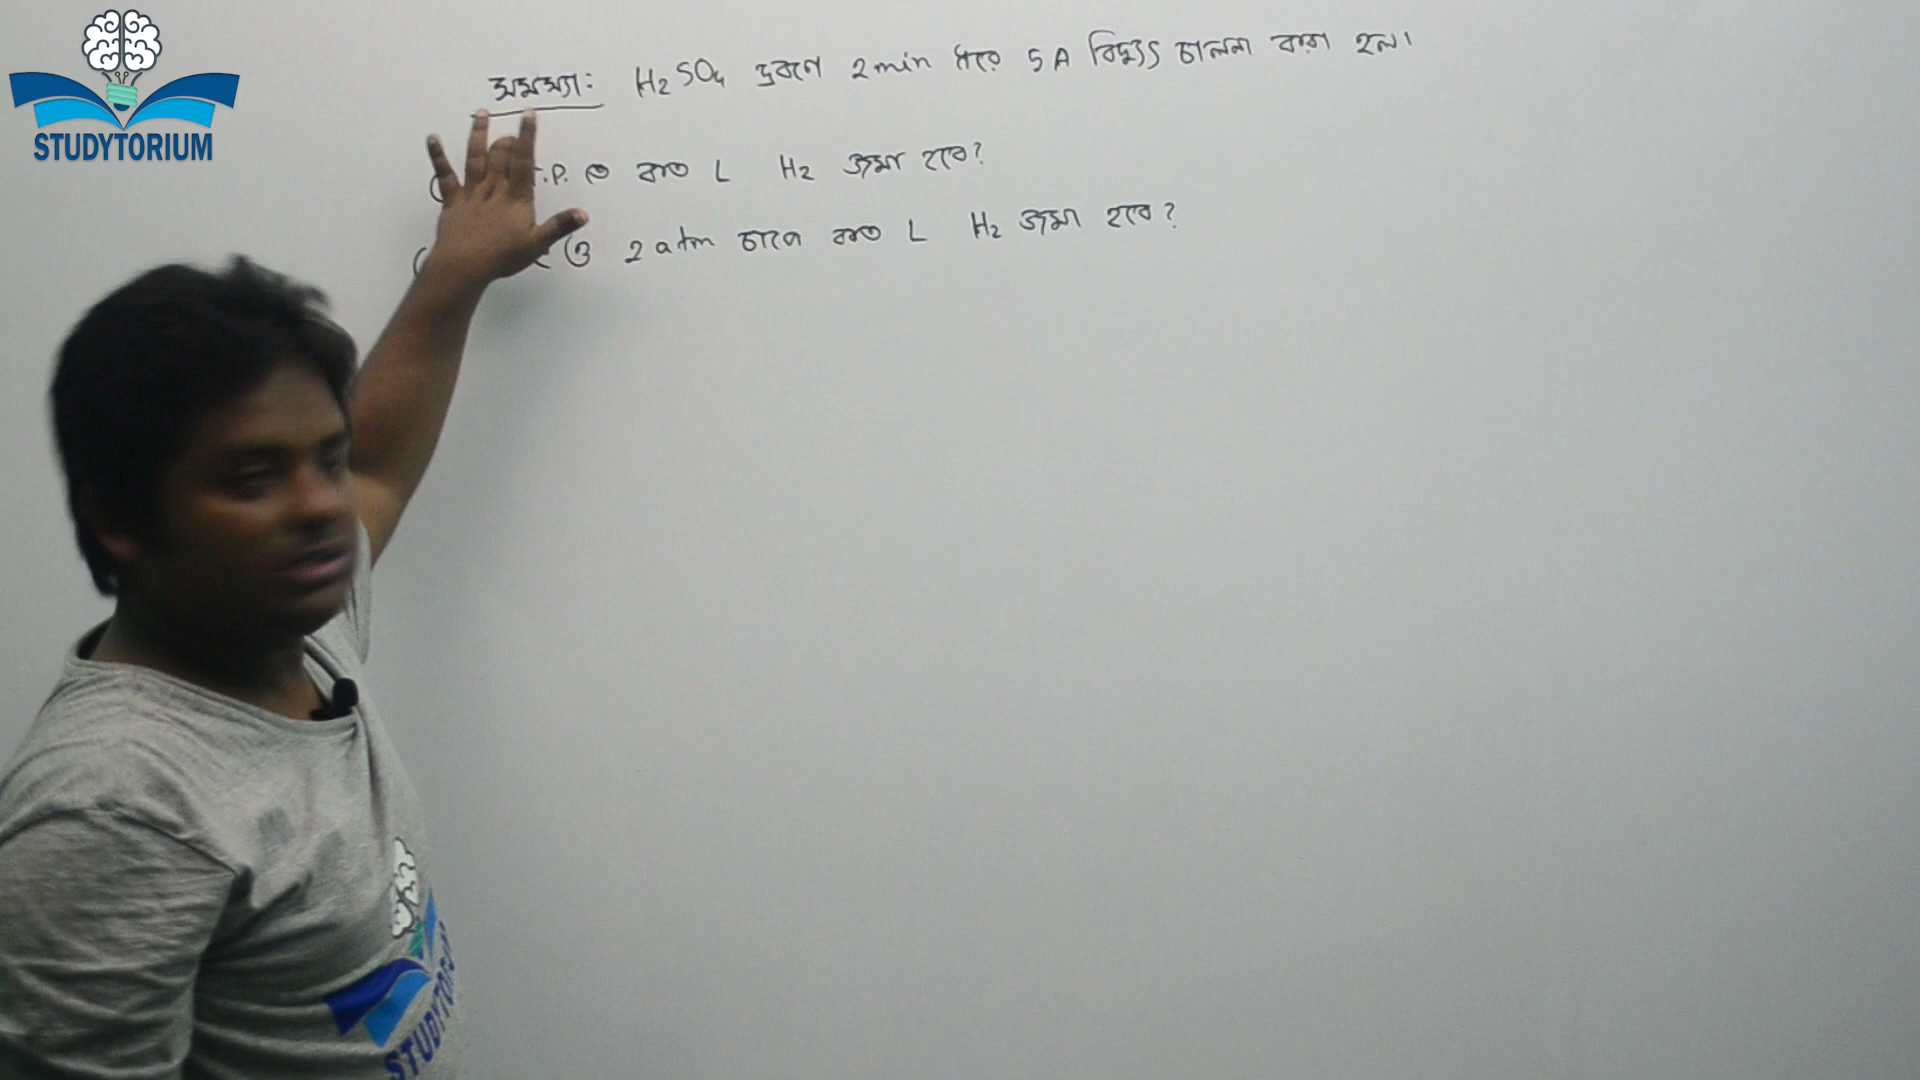 STUDYTORIUM
সমস্যা: H₂SO₄ দ্রবণে 2 min ধরে 5 A বিদ্যুৎ চালনা করা হল।
T.P. তে কত L H₂ জমা হবে?
ও 2 atm চাপে কত L H₂ জমা হবে?
STUDYTORIUM